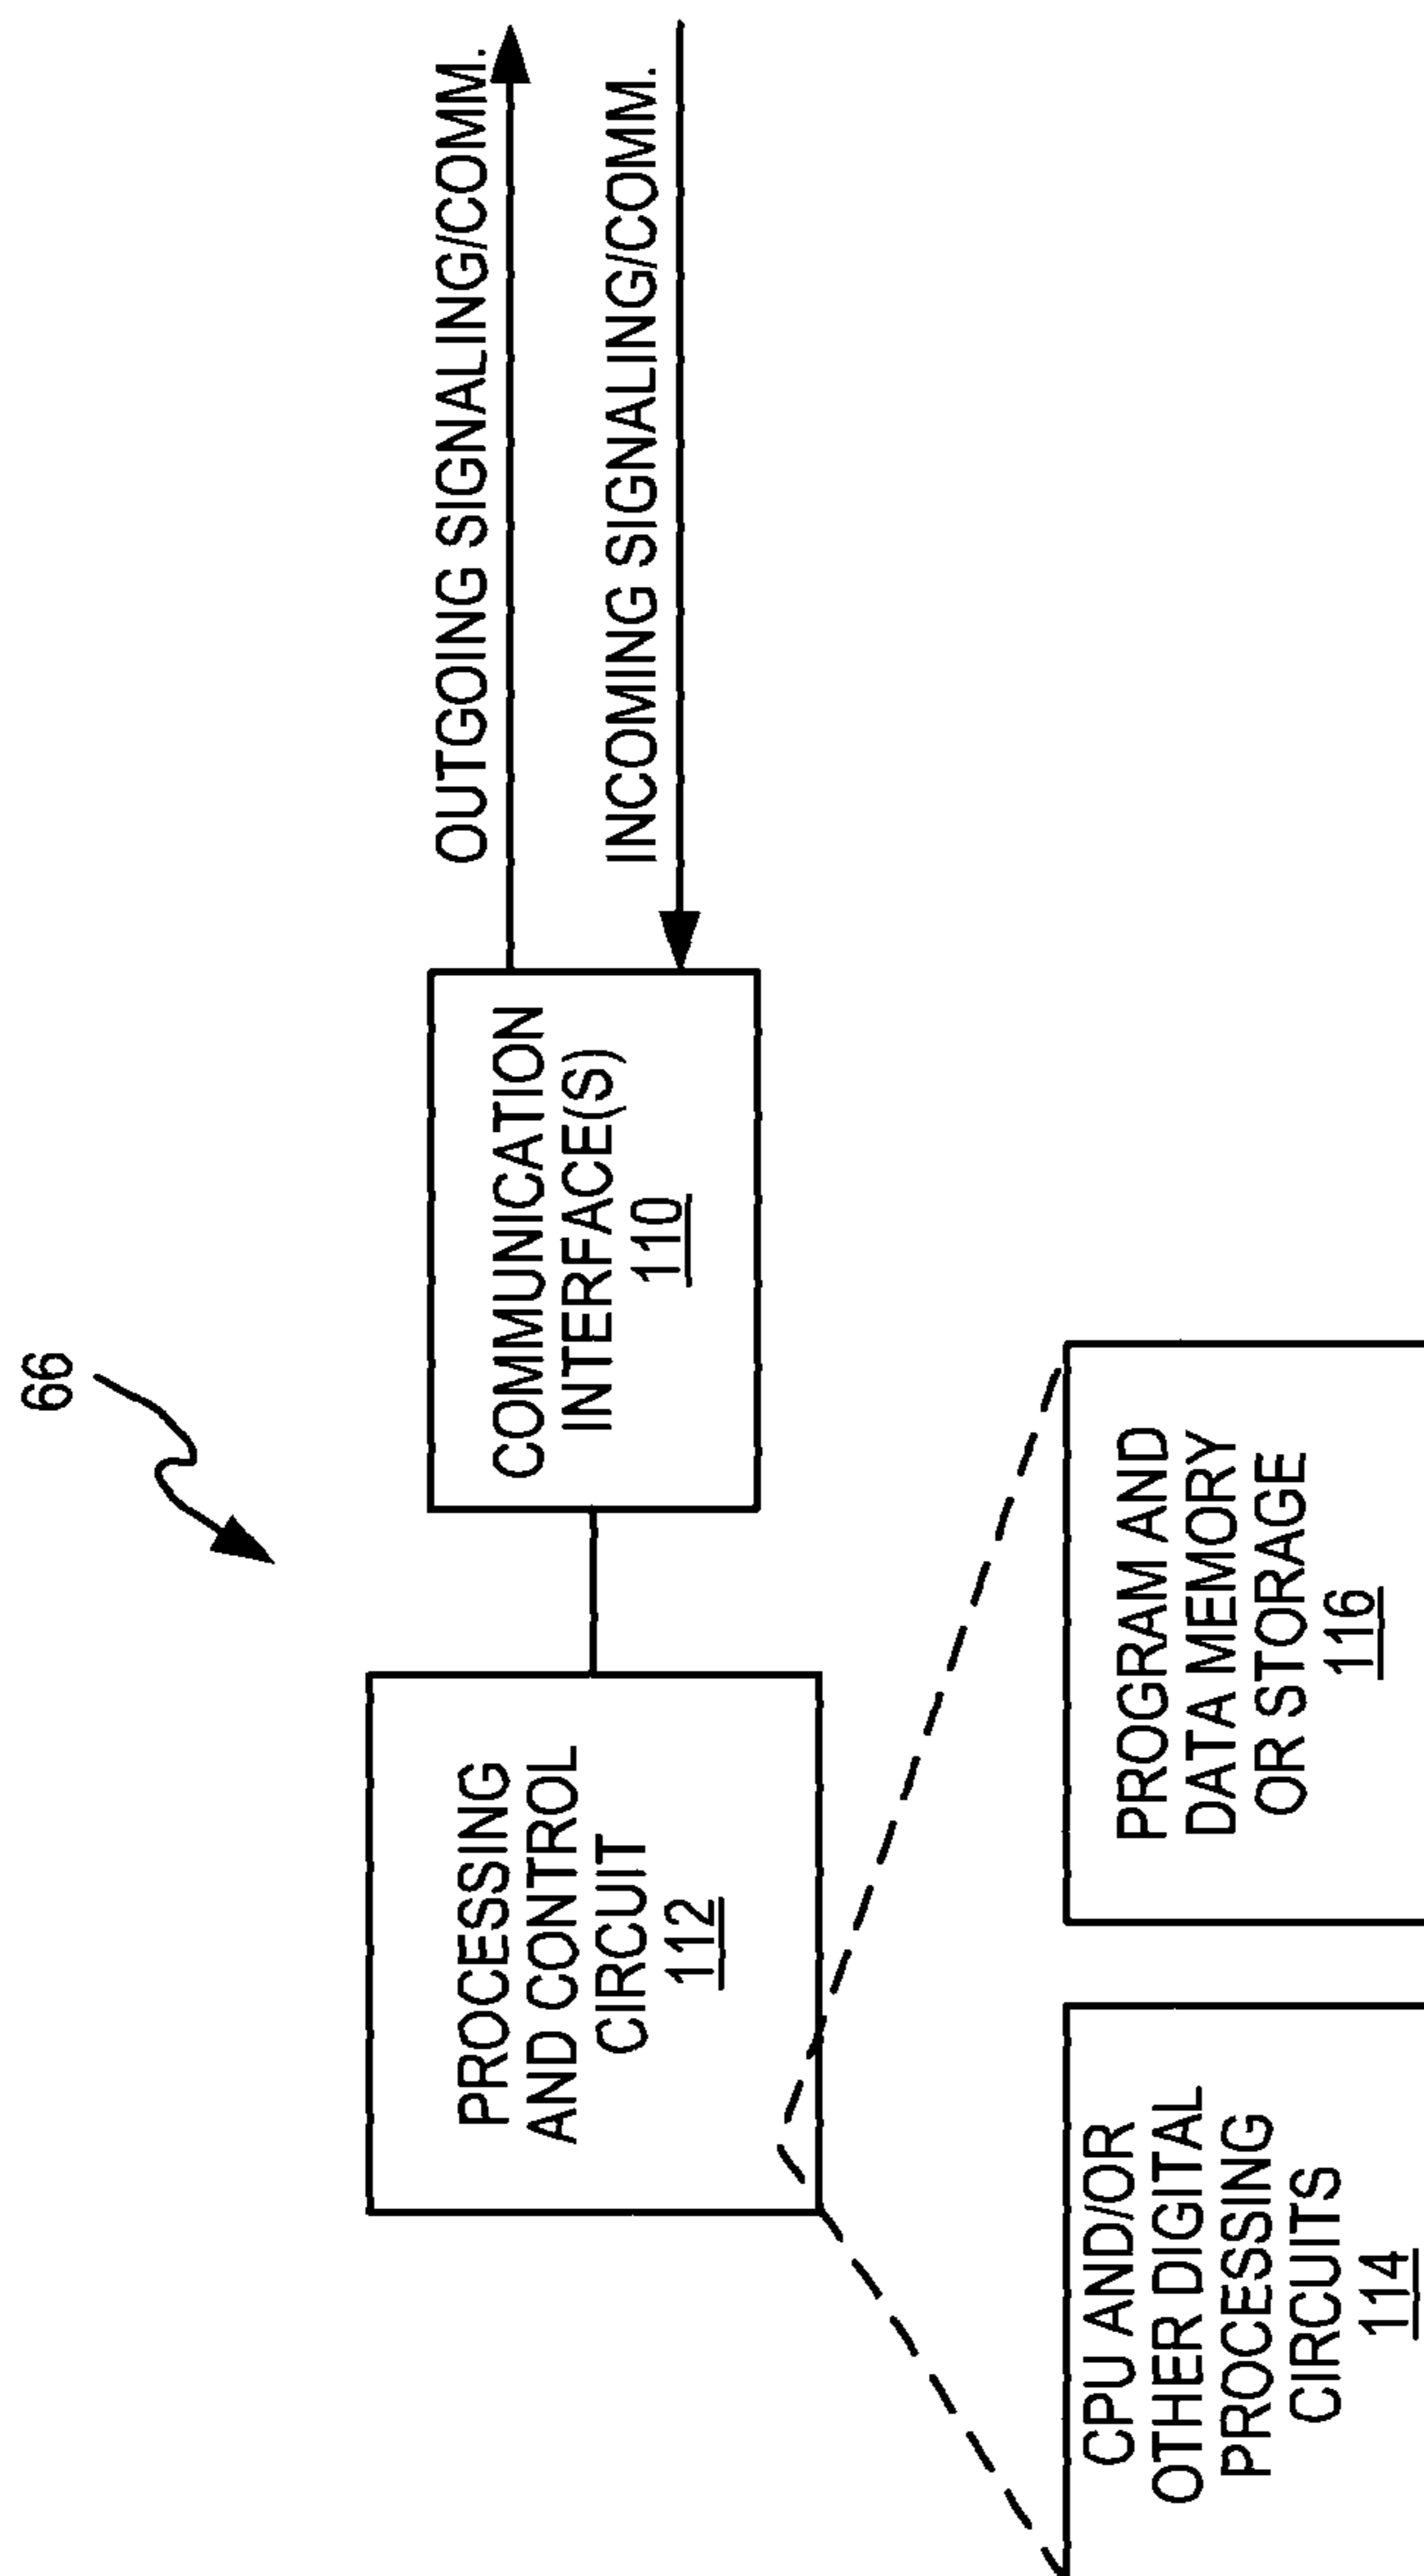 66
PROCESSING
AND CONTROL
CIRCUIT
112
COMMUNICATION
INTERFACE(S)
110
OUTGOING SIGNALING/COMM.
INCOMING SIGNALING/COMM.
CPU AND/OR
OTHER DIGITAL
PROCESSING
CIRCUITS
114
PROGRAM AND
DATA MEMORY
OR STORAGE
116